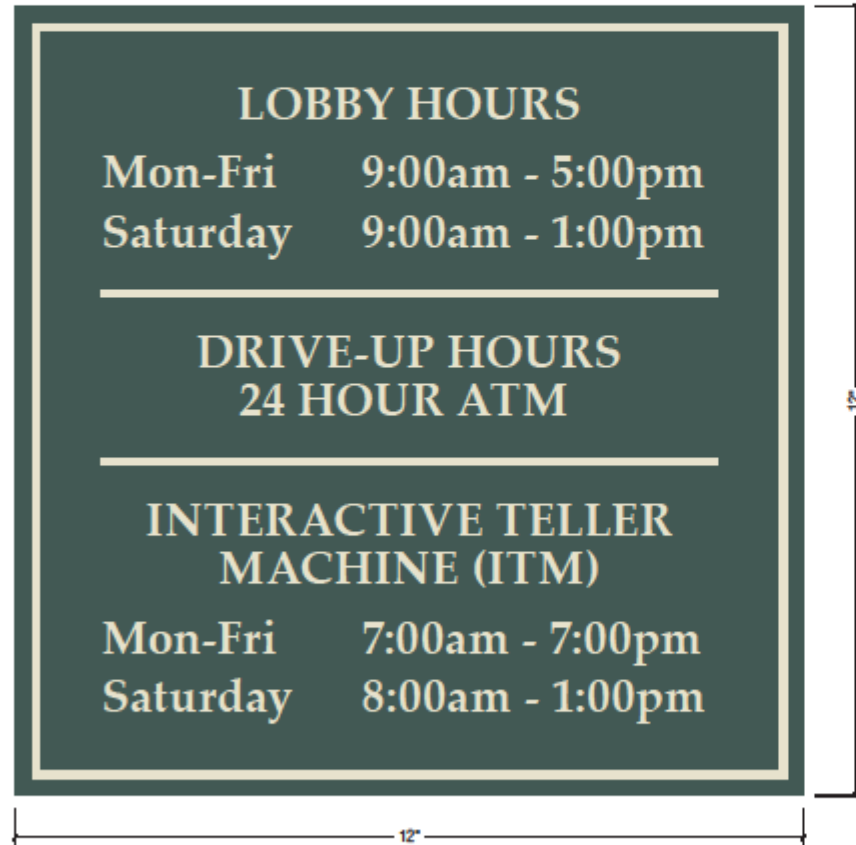 LOBBY HOURS
Mon-Fri 9:00am - 5:00pm
Saturday 9:00am - 1:00pm
DRIVE-UP HOURS
24 HOUR ATM
INTERACTIVE TELLER
MACHINE (ITM)
Mon-Fri 7:00am - 7:00pm
Saturday 8:00am - 1:00pm
12"
12"